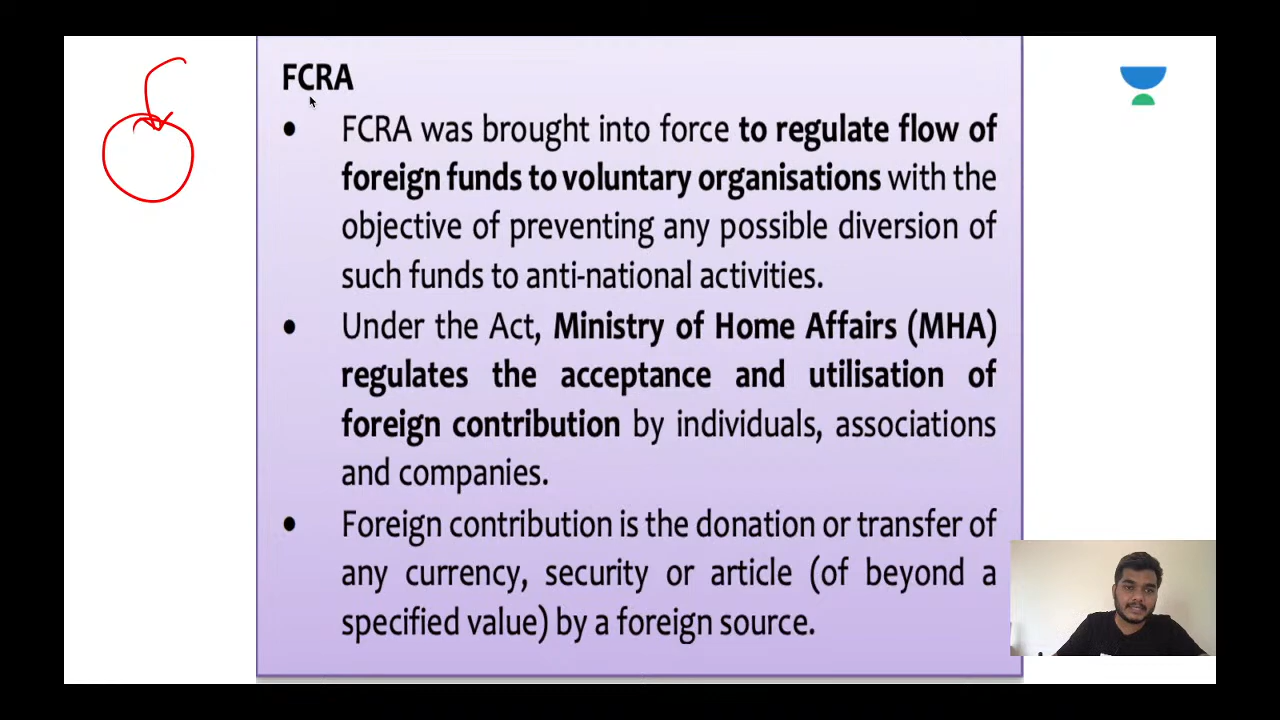 FCRA
• FCRA was brought into force to regulate flow of
foreign funds to voluntary organisations with the
objective of preventing any possible diversion of
such funds to anti-national activities.
• Under the Act, Ministry of Home Affairs (MHA)
regulates the acceptance and utilisation of
foreign contribution by individuals, associations
and companies.
• Foreign contribution is the donation or transfer of
any currency, security or article (of beyond a
specified value) by a foreign source.